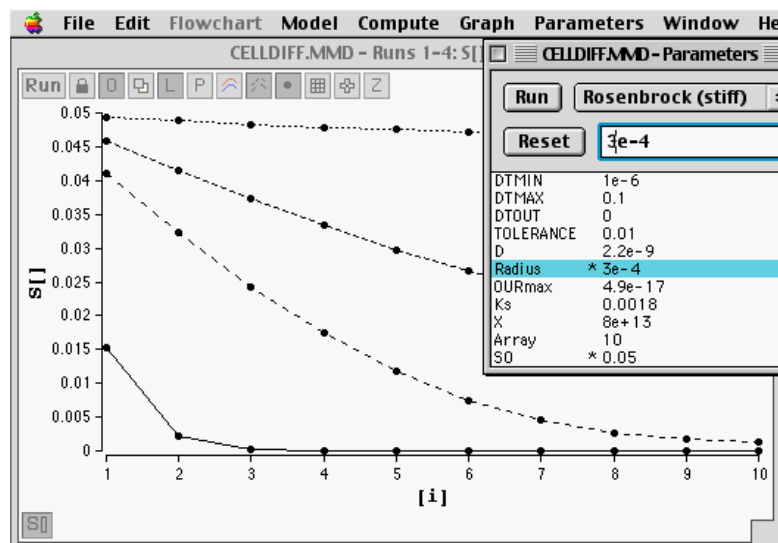 File Edit Flowchart Model Compute Graph Parameters Window He
CELLDIFF.MMD - Runs 1-4: S[]
CELLDIFF.MMD - Parameters
Run O L P Z
Run Rosenbrock (stiff)
Reset 3e-4
DTMIN 1e-6
DTMAX 0.1
DTOUT 0
TOLERANCE 0.01
D 2.2e-9
Radius * 3e-4
OURmax 4.9e-17
Ks 0.0018
X 8e+13
Array 10
S0 * 0.05
0.05
0.045
0.04
0.035
0.03
0.025
0.02
0.015
0.01
0.005
0
S[]
1 2 3 4 5 6 7 8 9 10
[i]
S[]